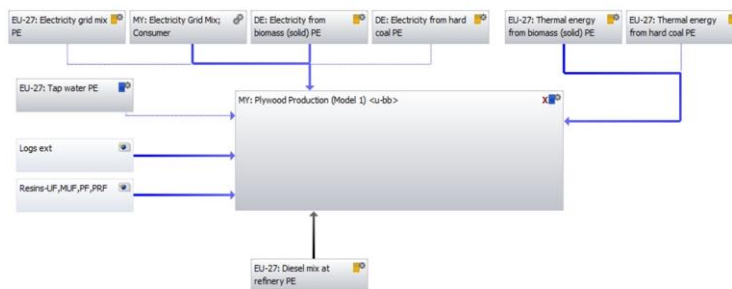 EU-27: Electricity grid mix
PE
MY: Electricity Grid Mix;
Consumer
DE: Electricity from
biomass (solid) PE
DE: Electricity from hard
coal PE
EU-27: Thermal energy
from biomass (solid) PE
EU-27: Thermal energy
from hard coal PE
EU-27: Tap water PE
MY: Plywood Production (Model 1) <u-bb>
X
Logs ext
Resins-UF,MUF,PF,PRF
EU-27: Diesel mix at
refinery PE